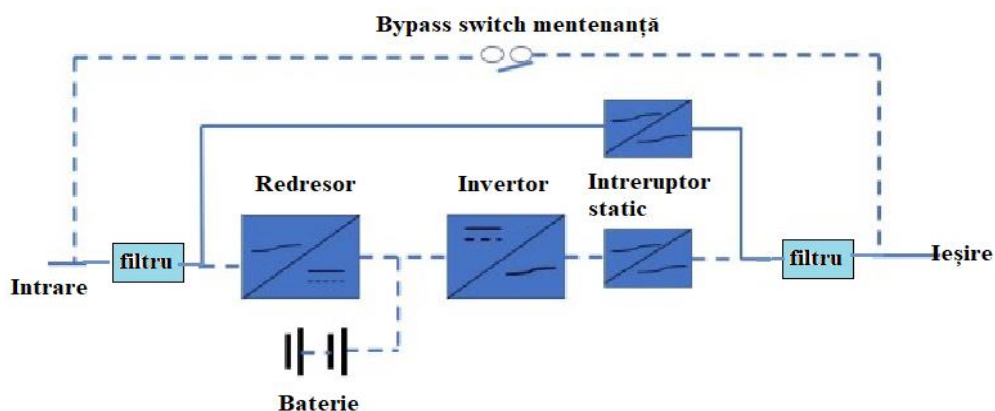 Bypass switch mentenanță
Redresor
Invertor
Intreruptor
static
filtru
filtru
Ieșire
Intrare
Baterie